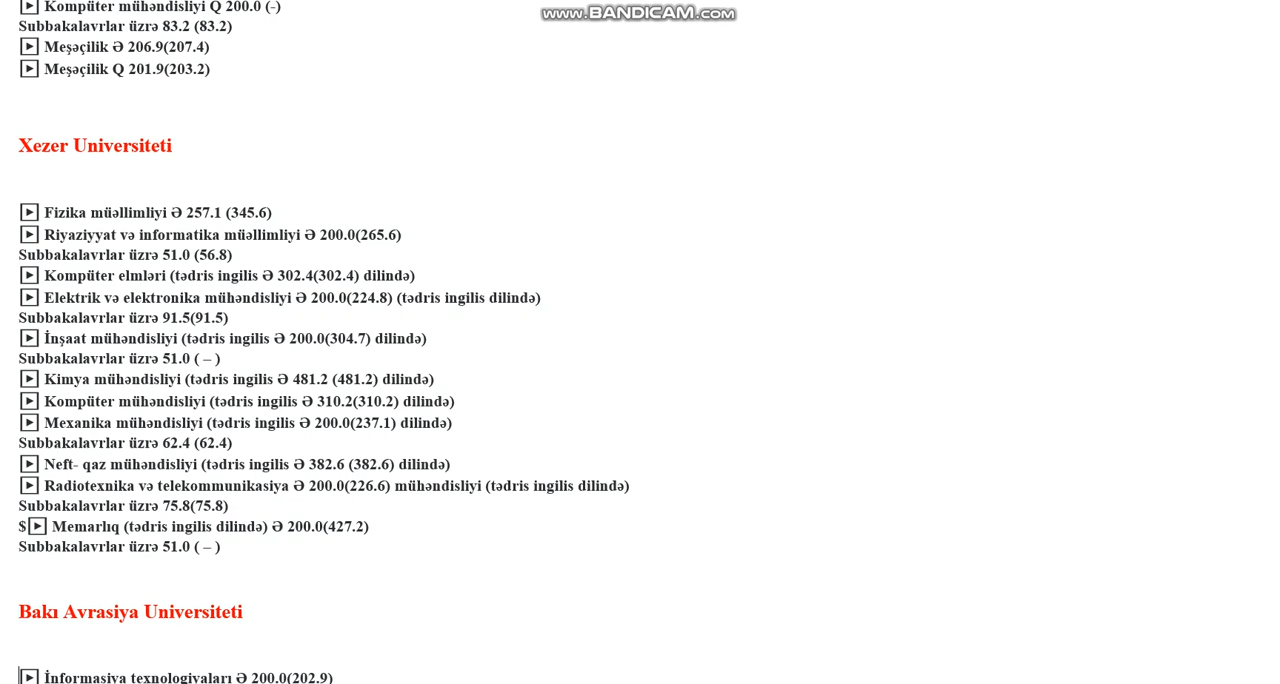 www.BANDICAM.com
▶ Kompüter mühəndisliyi Q 200.0 (-)
Subbakalavrlar üzrə 83.2 (83.2)
▶ Meşəçilik Ə 206.9(207.4)
▶ Meşəçilik Q 201.9(203.2)
Xezer Universiteti
▶ Fizika müəllimliyi Ə 257.1 (345.6)
▶ Riyaziyyat və informatika müəllimliyi Ə 200.0(265.6)
Subbakalavrlar üzrə 51.0 (56.8)
▶ Kompüter elmləri (tədris ingilis Ə 302.4(302.4) dilində)
▶ Elektrik və elektronika mühəndisliyi Ə 200.0(224.8) (tədris ingilis dilində)
Subbakalavrlar üzrə 91.5(91.5)
▶ İnşaat mühəndisliyi (tədris ingilis Ə 200.0(304.7) dilində)
Subbakalavrlar üzrə 51.0 ( – )
▶ Kimya mühəndisliyi (tədris ingilis Ə 481.2 (481.2) dilində)
▶ Kompüter mühəndisliyi (tədris ingilis Ə 310.2(310.2) dilində)
▶ Mexanika mühəndisliyi (tədris ingilis Ə 200.0(237.1) dilində)
Subbakalavrlar üzrə 62.4 (62.4)
▶ Neft- qaz mühəndisliyi (tədris ingilis Ə 382.6 (382.6) dilində)
▶ Radiotexnika və telekommunikasiya Ə 200.0(226.6) mühəndisliyi (tədris ingilis dilində)
Subbakalavrlar üzrə 75.8(75.8)
$▶ Memarlıq (tədris ingilis dilində) Ə 200.0(427.2)
Subbakalavrlar üzrə 51.0 ( – )
Bakı Avrasiya Universiteti
▶ İnformasiya texnologiyaları Ə 200.0(202.9)